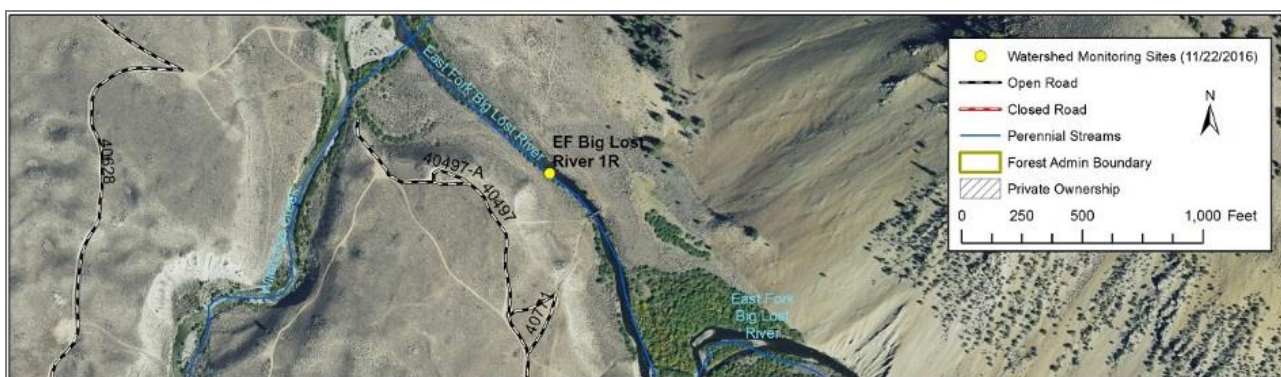 East Fork Big Lost River
EF Big Lost
River 1R
40628
40497-A
40497
East Fork
Big Lost
River
Watershed Monitoring Sites (11/22/2016)
Open Road
Closed Road
Perennial Streams
Forest Admin Boundary
Private Ownership
N
0 250 500 1,000 Feet